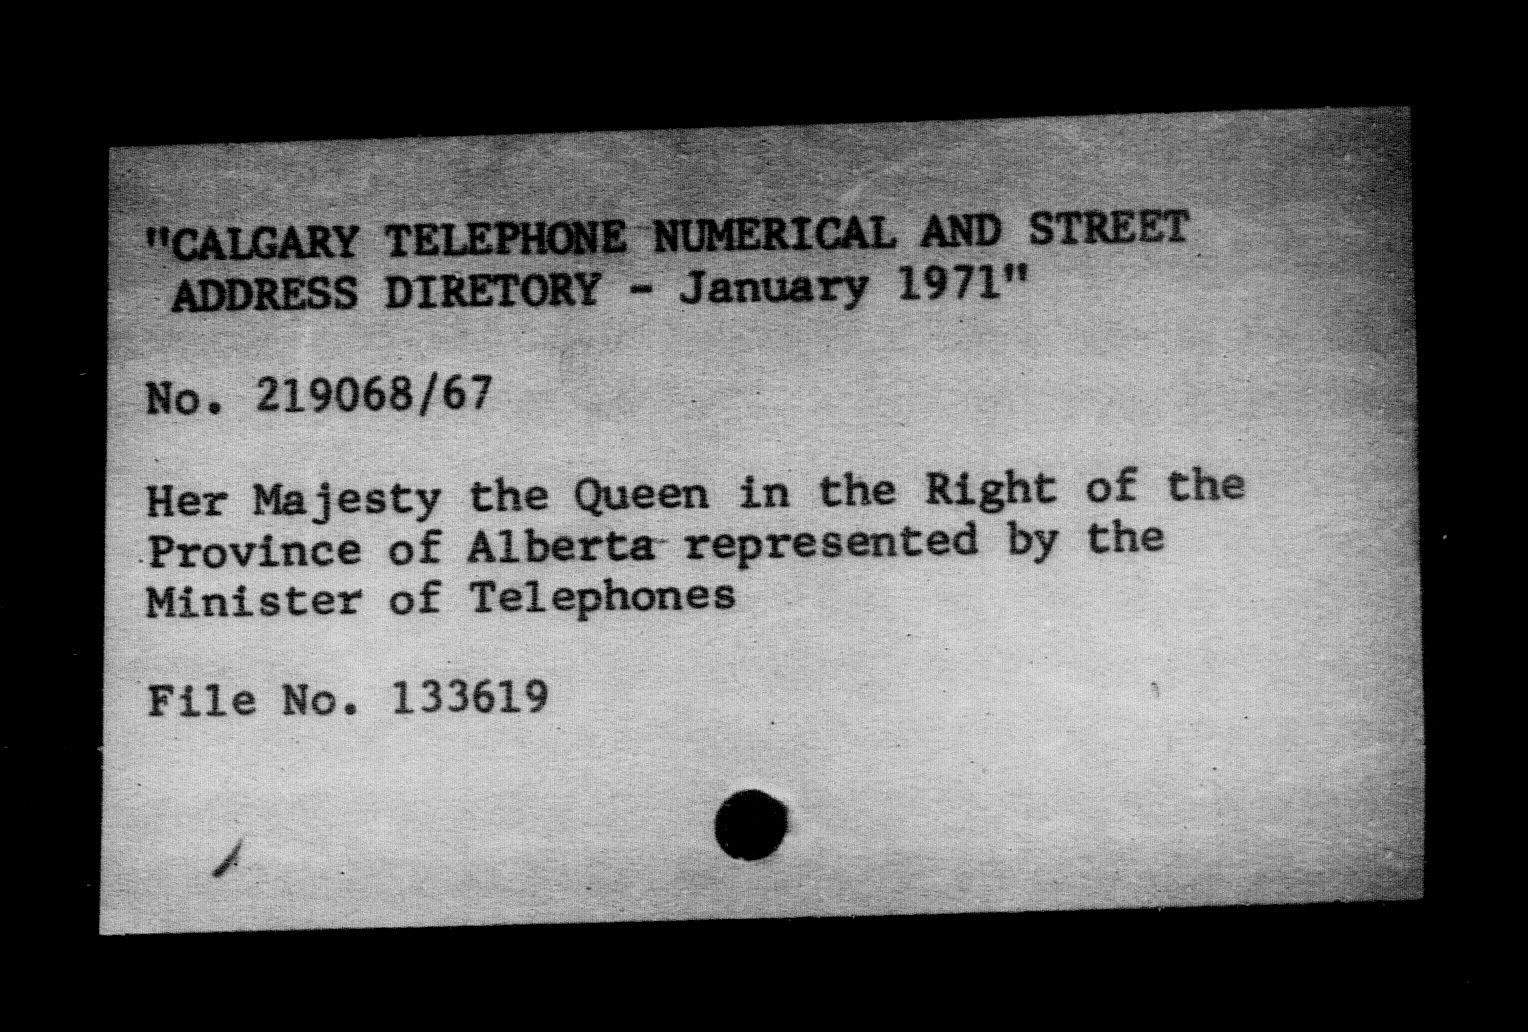 "CALGARY TELEPHONE NUMERICAL AND STREET
ADDRESS DIRETORY - January 1971"
No. 219068/67
Her Majesty the Queen in the Right of the
Province of Alberta represented by the
Minister of Telephones
File No. 133619